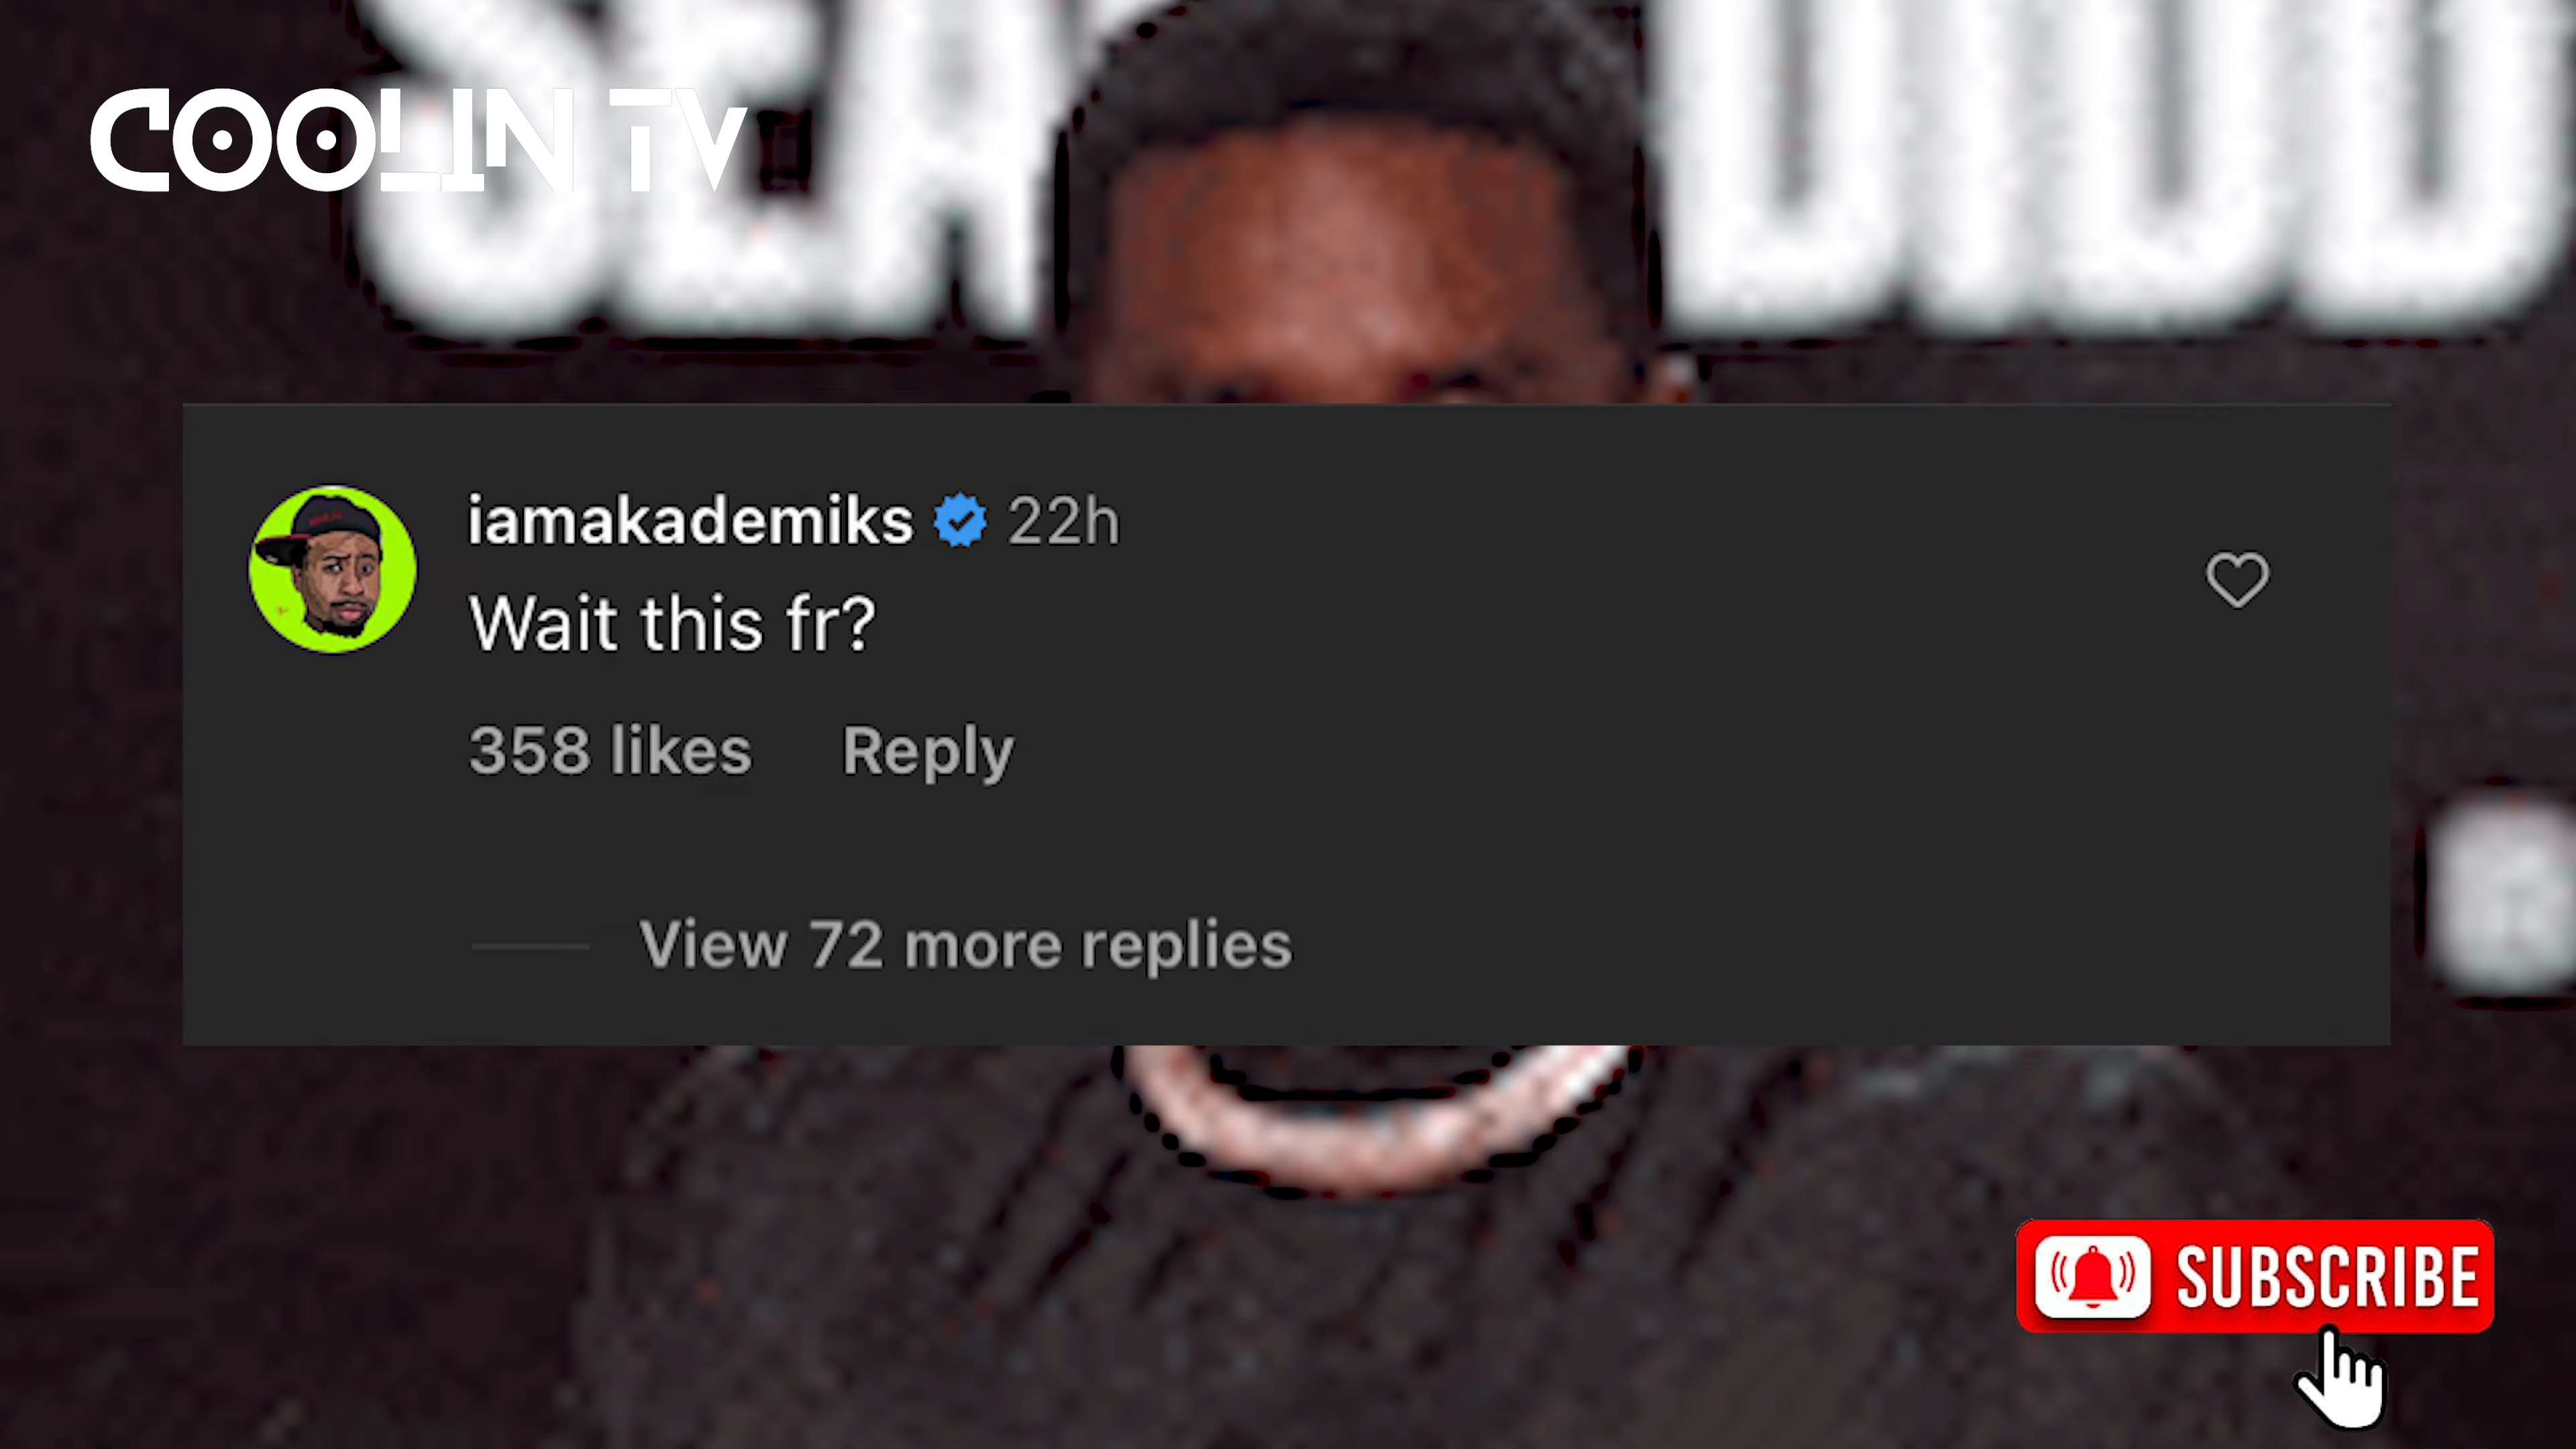 COOLIN TV
iamakademiks 22h
Wait this fr?
358 likes Reply
View 72 more replies
SUBSCRIBE